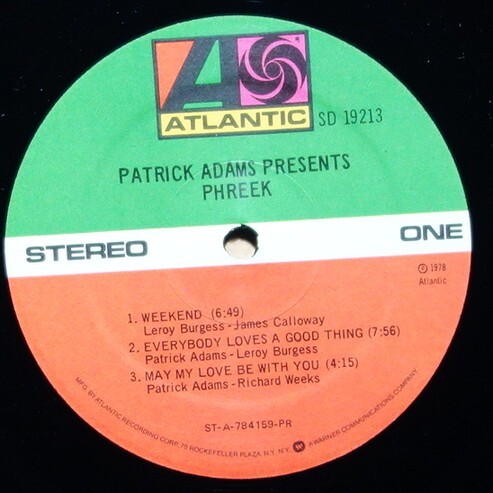 ATLANTIC
SD 19213
PATRICK ADAMS PRESENTS
PHREEK
STEREO
ONE
℗ 1978
Atlantic
1. WEEKEND (6:49)
Leroy Burgess - James Calloway
2. EVERYBODY LOVES A GOOD THING (7:56)
Patrick Adams - Leroy Burgess
3. MAY MY LOVE BE WITH YOU (4:15)
Patrick Adams - Richard Weeks
ST-A-784159-PR
MFG. BY ATLANTIC RECORDING CORP., 75 ROCKEFELLER PLAZA, N.Y. N.Y. A WARNER COMMUNICATIONS COMPANY